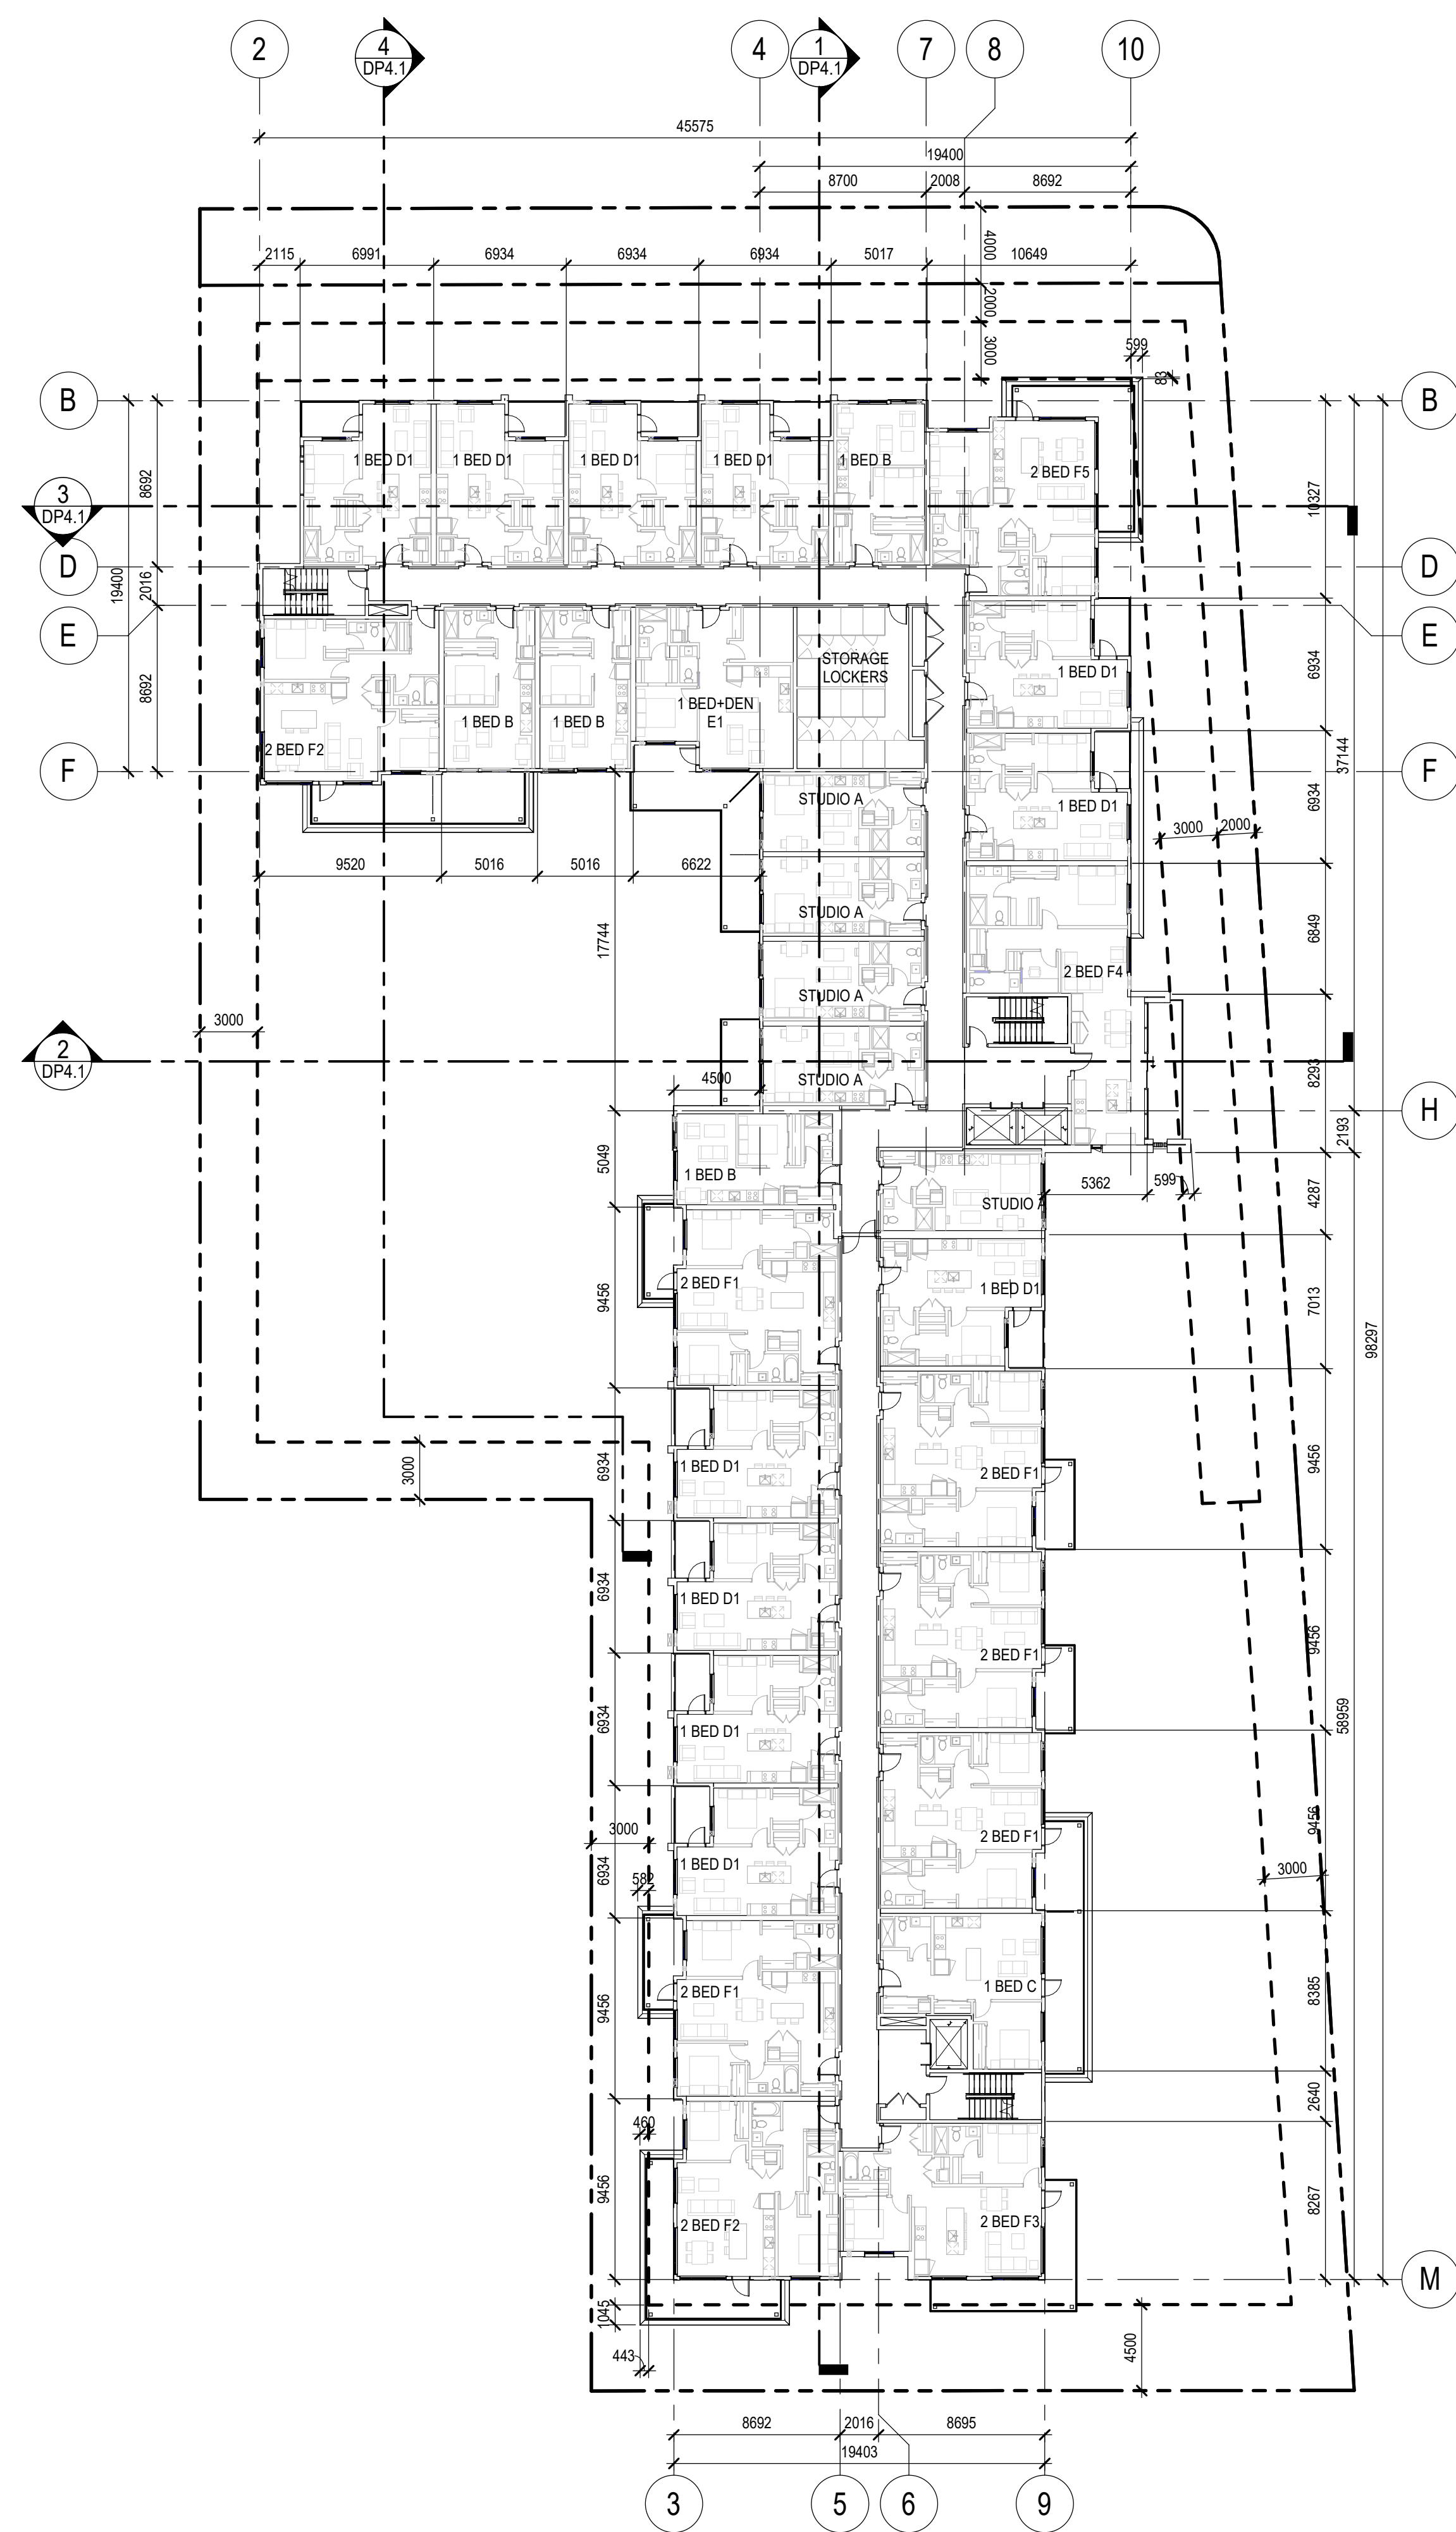 2
4
DP4.1
4
1
DP4.1
7
8
10
45575
19400
8700
2008
8692
2115
6991
6934
6934
6934
5017
10649
4000
2000
3000
599
83
B
B
1 BED D1
1 BED D1
1 BED D1
1 BED D1
1 BED B
2 BED F5
8692
10327
3
DP4.1
D
D
19400
2016
E
E
STORAGE
LOCKERS
1 BED D1
6934
8692
1 BED+DEN
E1
1 BED B
1 BED B
2 BED F2
37144
F
F
STUDIO A
1 BED D1
6934
3000
2000
9520
5016
5016
6622
STUDIO A
6849
17744
2 BED F4
STUDIO A
3000
2
DP4.1
8293
STUDIO A
4500
H
2193
5049
1 BED B
5362
599
4287
STUDIO A
2 BED F1
1 BED D1
9456
7013
98297
3000
6934
1 BED D1
2 BED F1
9456
6934
1 BED D1
2 BED F1
9456
6934
1 BED D1
58959
3000
2 BED F1
9456
6934
1 BED D1
582
3000
9456
2 BED F1
1 BED C
8385
2640
460
9456
2 BED F2
2 BED F3
8267
M
1045
443
4500
8692
2016
8695
19403
3
5
6
9